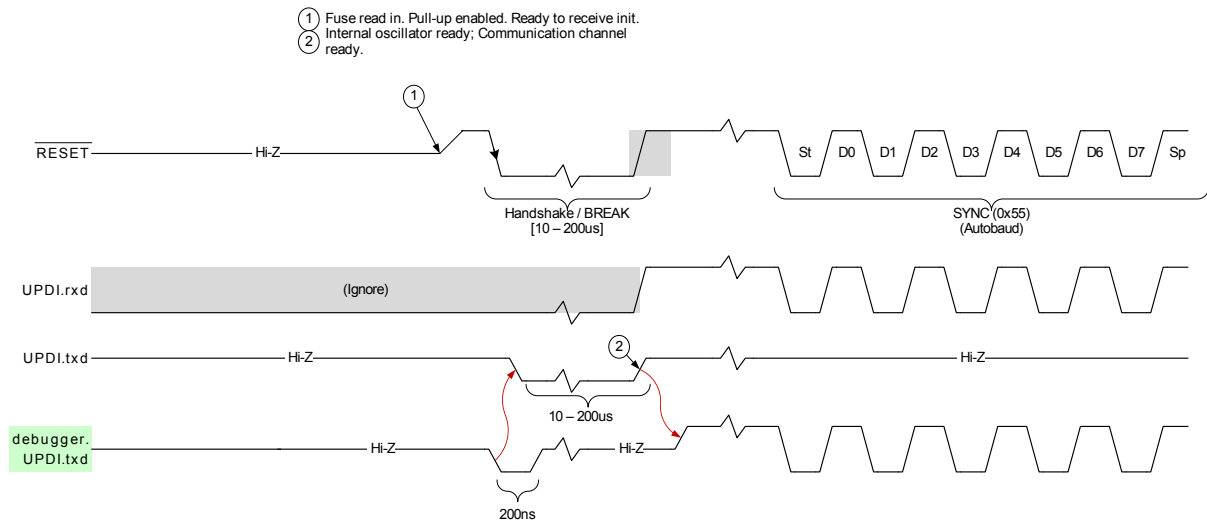 1 Fuse read in. Pull-up enabled. Ready to receive init.
2 Internal oscillator ready; Communication channel
ready.
1
RESET Hi-Z St D0 D1 D2 D3 D4 D5 D6 D7 Sp
Handshake / BREAK
[10 – 200us]
SYNC (0x55)
(Autobaud)
UPDI.rxd (Ignore)
2
UPDI.txd Hi-Z Hi-Z
10 – 200us
debugger.
UPDI.txd Hi-Z Hi-Z
200ns